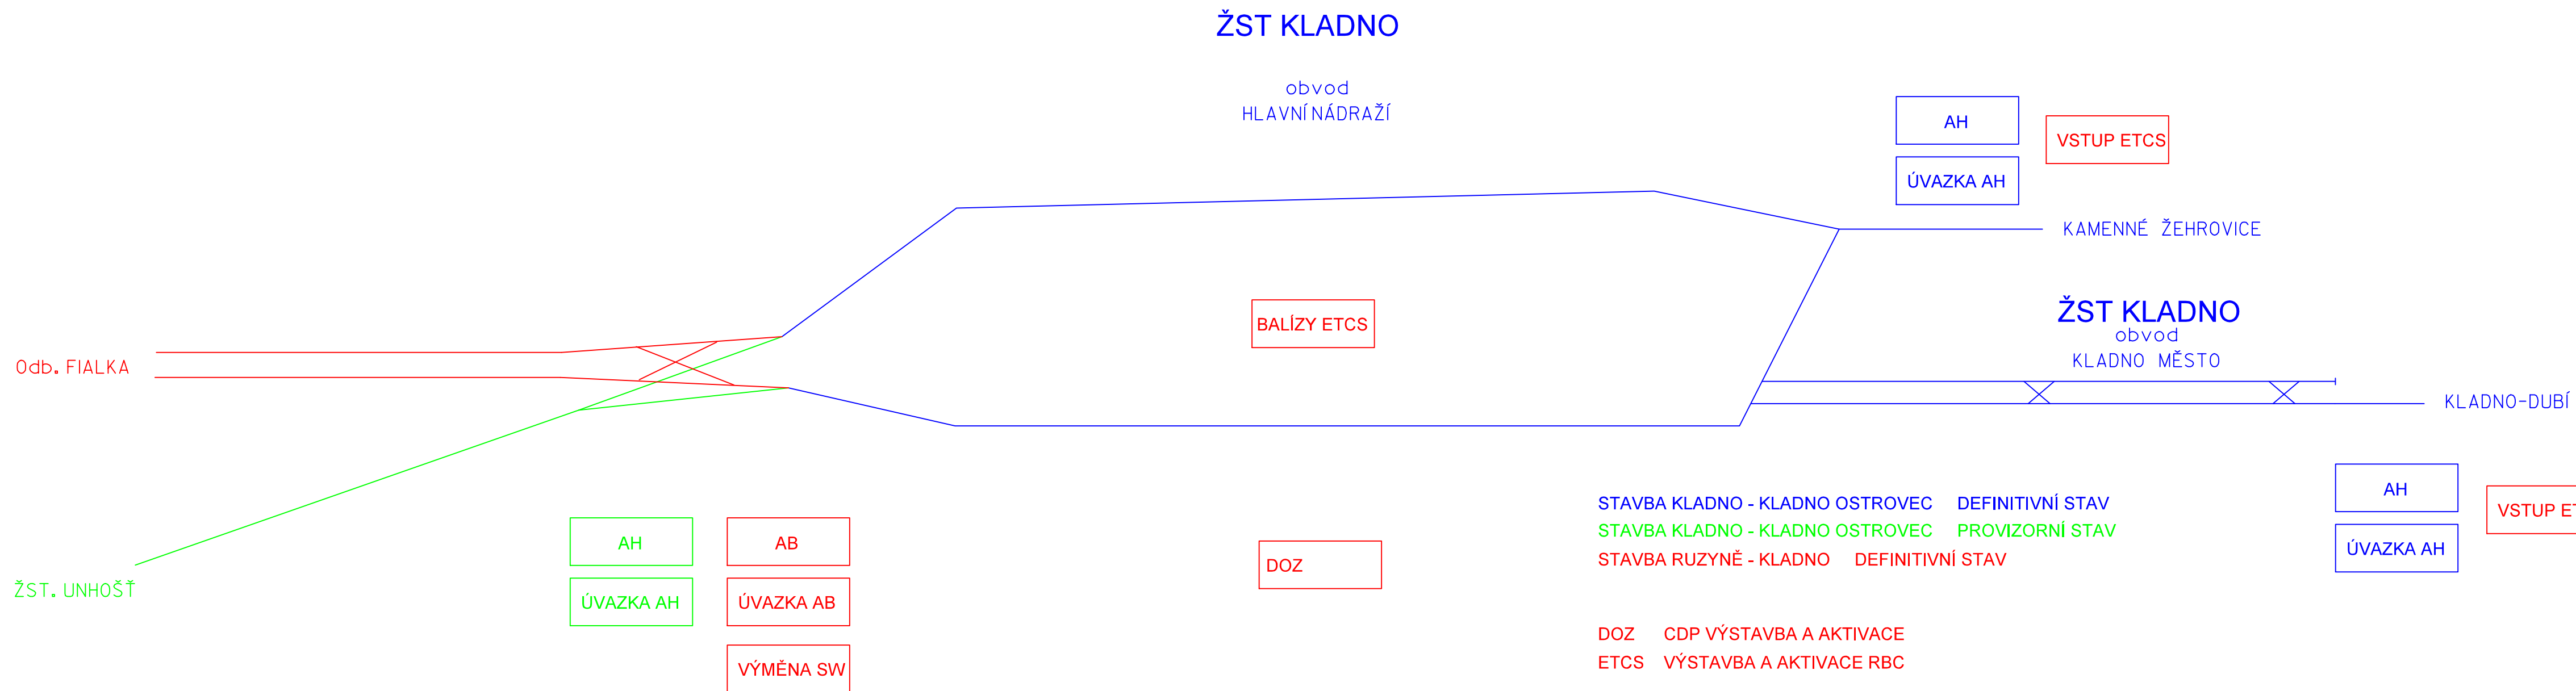 ŽST KLADNO
obvod
HLAVNÍ NÁDRAŽÍ
AH
VSTUP ETCS
ÚVAZKA AH
KAMENNÉ ŽEHROVICE
BALÍZY ETCS
ŽST KLADNO
obvod
KLADNO MĚSTO
Odb. FIALKA
KLADNO-DUBÍ
ŽST. UNHOŠŤ
AH
AB
ÚVAZKA AH
ÚVAZKA AB
VÝMĚNA SW
DOZ
STAVBA KLADNO - KLADNO OSTROVEC DEFINITIVNÍ STAV
STAVBA KLADNO - KLADNO OSTROVEC PROVIZORNÍ STAV
STAVBA RUZYNĚ - KLADNO DEFINITIVNÍ STAV
DOZ CDP VÝSTAVBA A AKTIVACE
ETCS VÝSTAVBA A AKTIVACE RBC
AH
VSTUP
ÚVAZKA AH